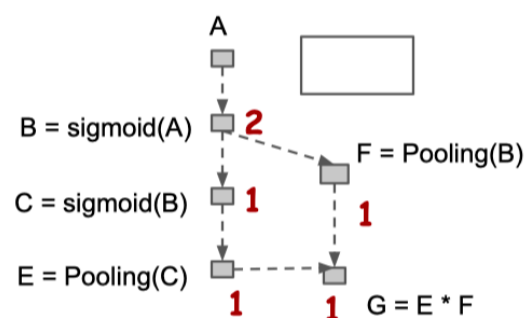 A
B = sigmoid(A)
2
F = Pooling(B)
C = sigmoid(B)
1
1
E = Pooling(C)
1
1
G = E * F